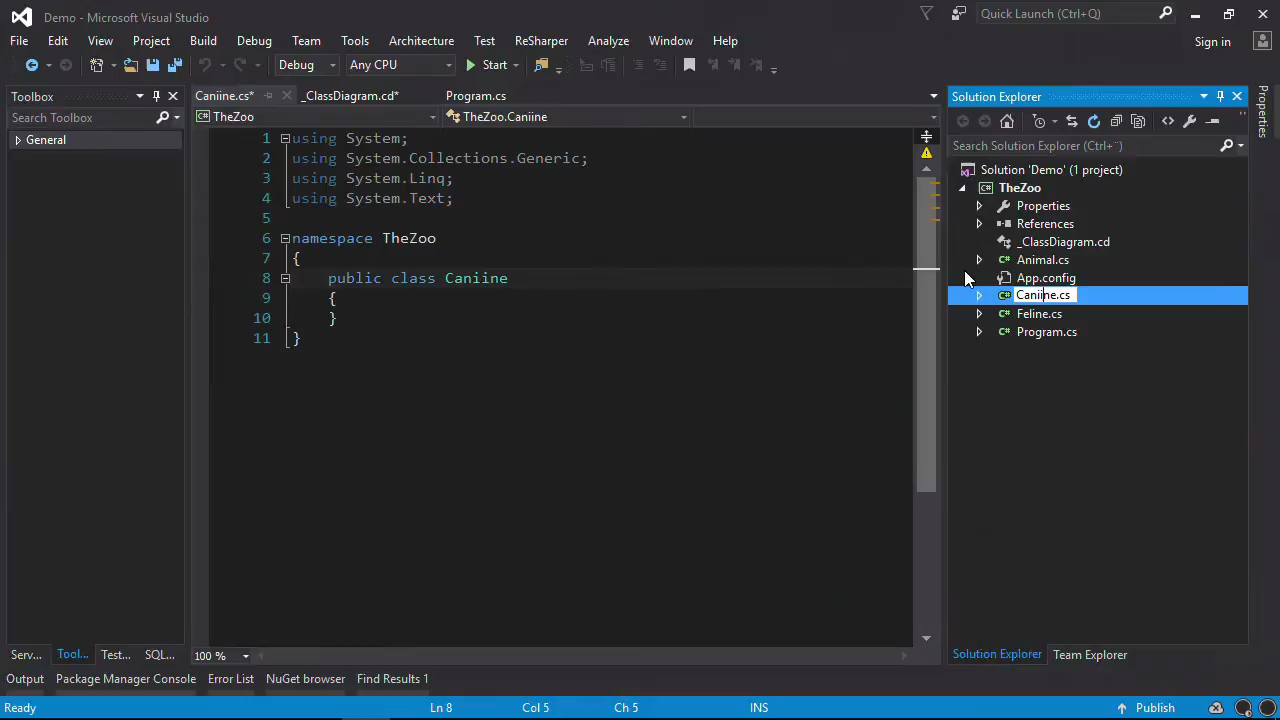 Demo - Microsoft Visual Studio
Quick Launch (Ctrl+Q)
File Edit View Project Build Debug Team Tools Architecture Test ReSharper Analyze Window Help
Sign in
Debug Any CPU Start
Toolbox
Search Toolbox
General
Caniine.cs* _ClassDiagram.cd* Program.cs
TheZoo TheZoo.Caniine
1 using System;
2 using System.Collections.Generic;
3 using System.Linq;
4 using System.Text;
5
6 namespace TheZoo
7 {
8 public class Caniine
9 {
10 }
11 }
100 %
Solution Explorer
Search Solution Explorer (Ctrl+¨)
Solution 'Demo' (1 project)
TheZoo
Properties
References
_ClassDiagram.cd
Animal.cs
App.config
Caniine.cs
Feline.cs
Program.cs
Properties
Serv... Tool... Test... SQL...
Solution Explorer Team Explorer
Output Package Manager Console Error List NuGet browser Find Results 1
Ready Ln 8 Col 5 Ch 5 INS Publish